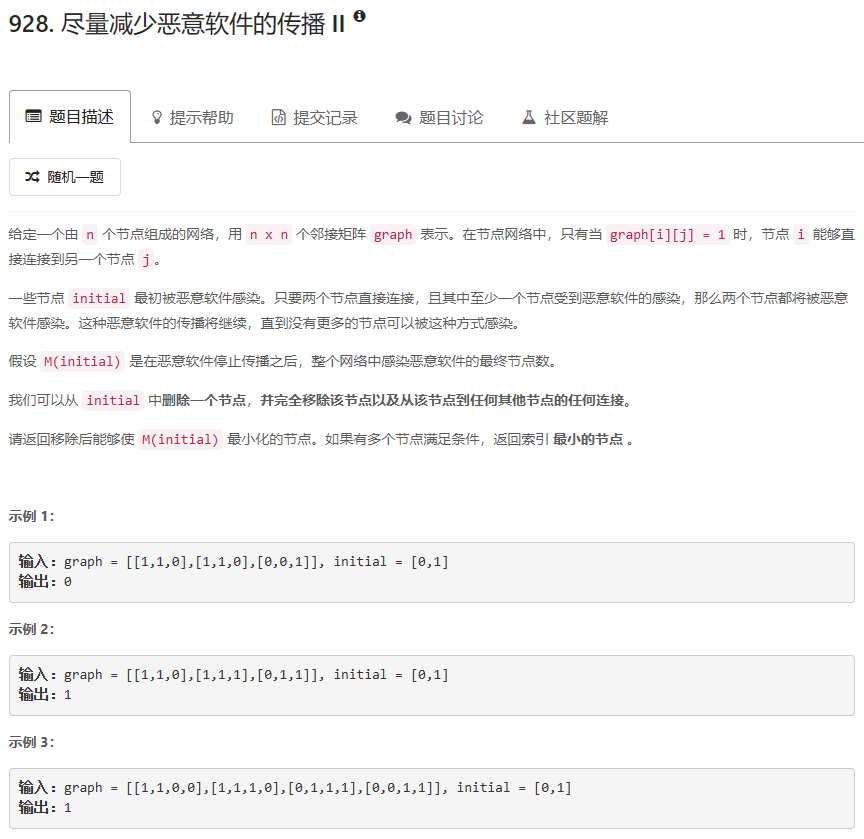 928. 尽量减少恶意软件的传播 II
题目描述
提示帮助
提交记录
题目讨论
社区题解
随机一题
给定一个由 n 个节点组成的网络，用 n x n 个邻接矩阵 graph 表示。在节点网络中，只有当 graph[i][j] = 1 时，节点 i 能够直
接连接到另一个节点 j 。
一些节点 initial 最初被恶意软件感染。只要两个节点直接连接，且其中至少一个节点受到恶意软件的感染，那么两个节点都将被恶意
软件感染。这种恶意软件的传播将继续，直到没有更多的节点可以被这种方式感染。
假设 M(initial) 是在恶意软件停止传播之后，整个网络中感染恶意软件的最终节点数。
我们可以从 initial 中删除一个节点，并完全移除该节点以及从该节点到任何其他节点的任何连接。
请返回移除后能够使 M(initial) 最小化的节点。如果有多个节点满足条件，返回索引 最小的节点 。
示例 1：
输入：graph = [[1,1,0],[1,1,0],[0,0,1]], initial = [0,1]
输出：0
示例 2：
输入：graph = [[1,1,0],[1,1,1],[0,1,1]], initial = [0,1]
输出：1
示例 3：
输入：graph = [[1,1,0,0],[1,1,1,0],[0,1,1,1],[0,0,1,1]], initial = [0,1]
输出：1